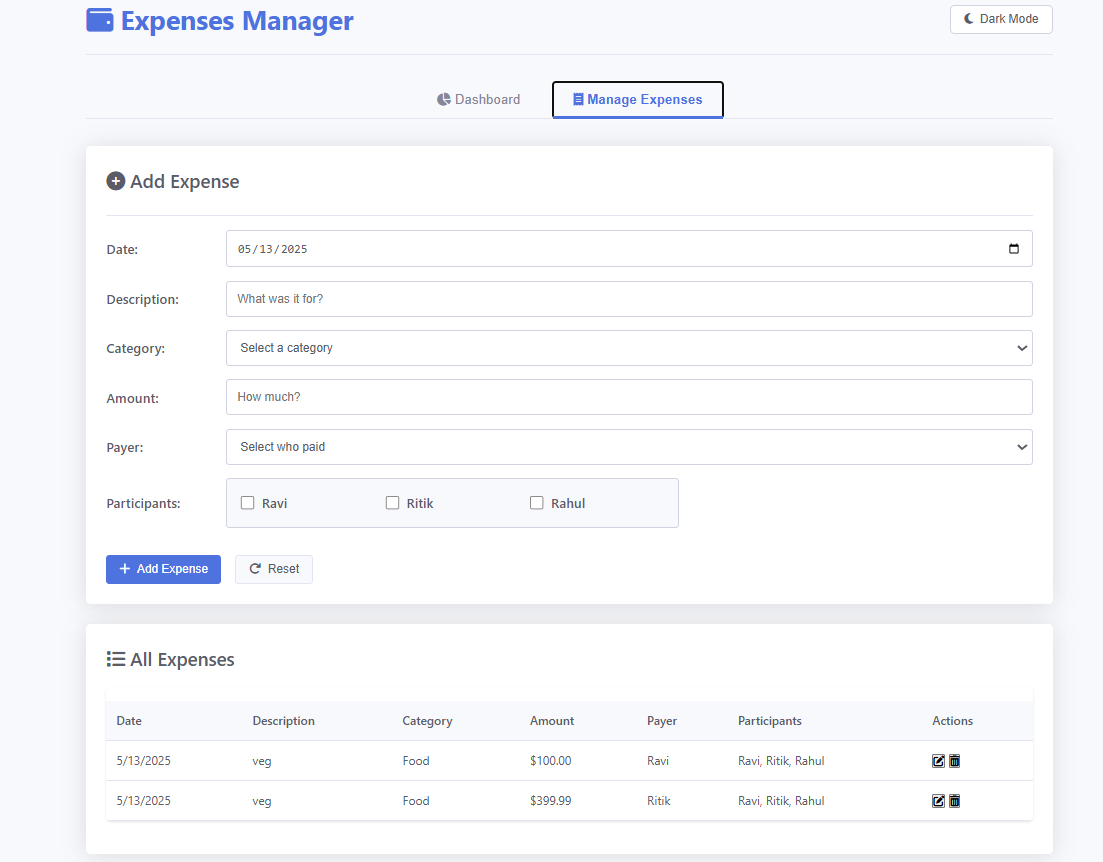 Expenses Manager
Dark Mode
Dashboard
Manage Expenses
Add Expense
Date:
05/13/2025
Description:
What was it for?
Category:
Select a category
Amount:
How much?
Payer:
Select who paid
Participants:
Ravi Ritik Rahul
Add Expense Reset
All Expenses
Date Description Category Amount Payer Participants Actions
5/13/2025 veg Food $100.00 Ravi Ravi, Ritik, Rahul
5/13/2025 veg Food $399.99 Ritik Ravi, Ritik, Rahul